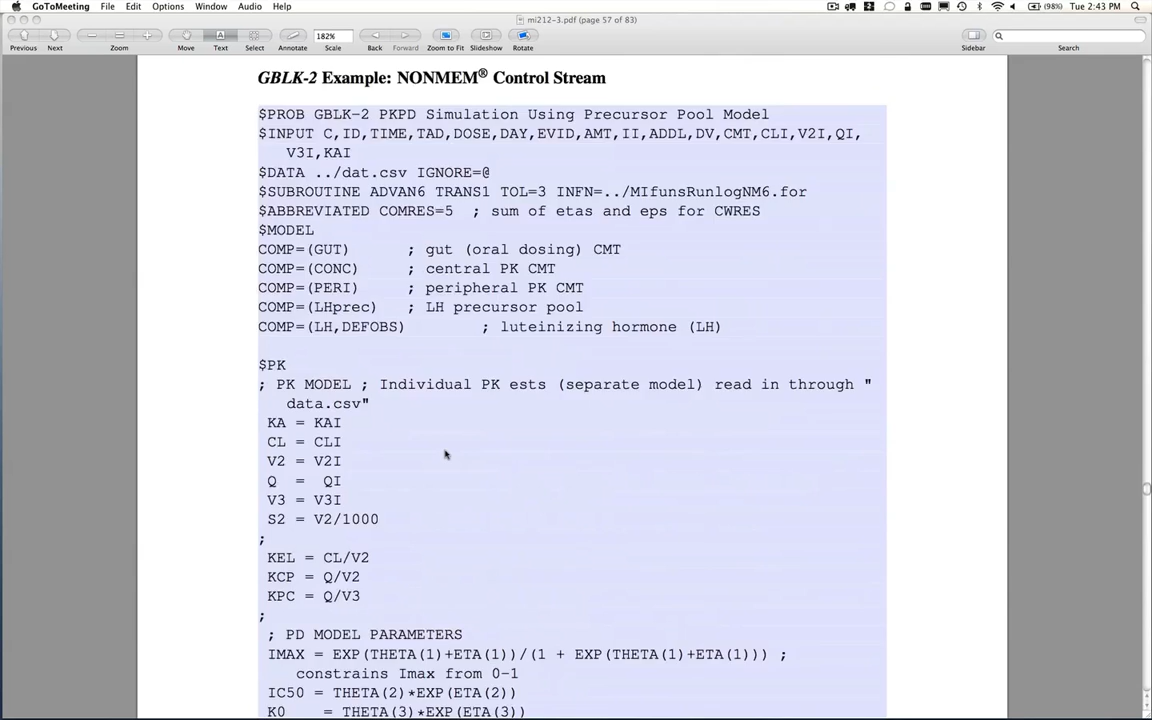 GoToMeeting File Edit Options Window Audio Help (98%) Tue 2:43 PM
mi212-3.pdf (page 57 of 83)
182%
Previous Next Zoom Move Text Select Annotate Scale Back Forward Zoom to Fit Slideshow Rotate Sidebar Search
GBLK-2 Example: NONMEM® Control Stream
$PROB GBLK-2 PKPD Simulation Using Precursor Pool Model
$INPUT C,ID,TIME,TAD,DOSE,DAY,EVID,AMT,II,ADDL,DV,CMT,CLI,V2I,QI,
V3I,KAI
$DATA ../dat.csv IGNORE=@
$SUBROUTINE ADVAN6 TRANS1 TOL=3 INFN=../MIfunsRunlogNM6.for
$ABBREVIATED COMRES=5 ; sum of etas and eps for CWRES
$MODEL
COMP=(GUT) ; gut (oral dosing) CMT
COMP=(CONC) ; central PK CMT
COMP=(PERI) ; peripheral PK CMT
COMP=(LHprec) ; LH precursor pool
COMP=(LH,DEFOBS) ; luteinizing hormone (LH)
$PK
; PK MODEL ; Individual PK ests (separate model) read in through "
data.csv"
KA = KAI
CL = CLI
V2 = V2I
Q = QI
V3 = V3I
S2 = V2/1000
;
KEL = CL/V2
KCP = Q/V2
KPC = Q/V3
;
; PD MODEL PARAMETERS
IMAX = EXP(THETA(1)+ETA(1))/(1 + EXP(THETA(1)+ETA(1))) ;
constrains Imax from 0-1
IC50 = THETA(2)*EXP(ETA(2))
K0 = THETA(3)*EXP(ETA(3))